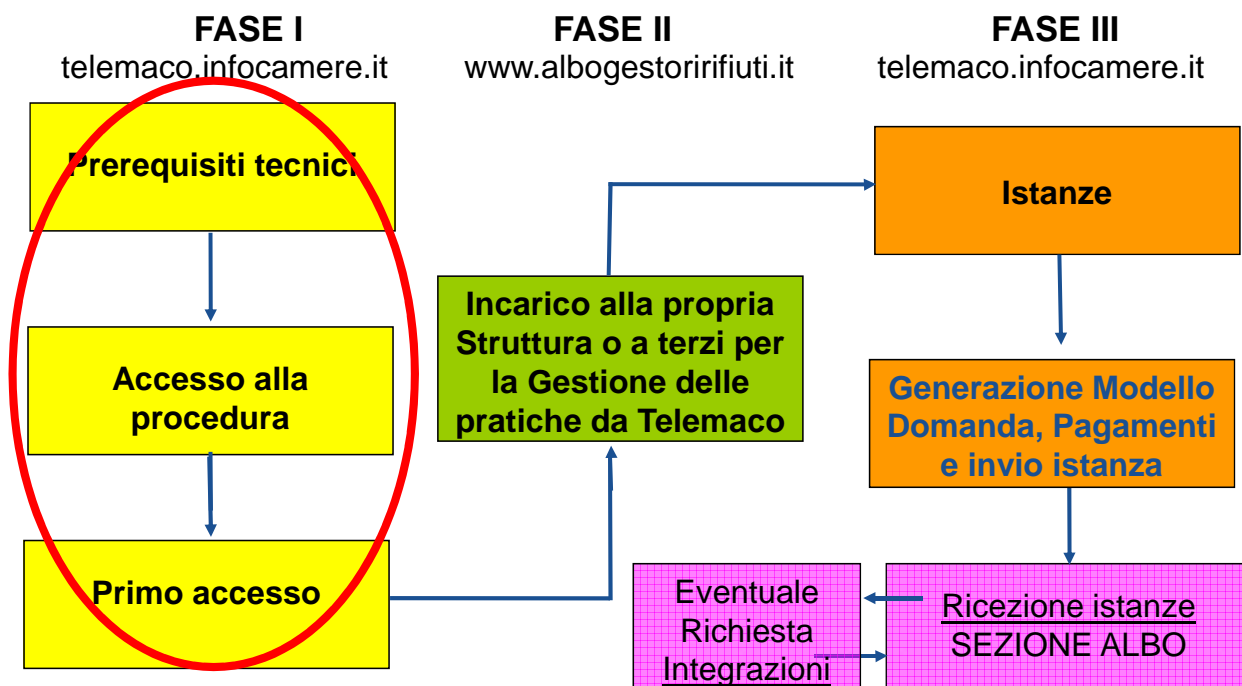 FASE I
telemaco.infocamere.it
FASE II
www.albogestoririfiuti.it
FASE III
telemaco.infocamere.it
Prerequisiti tecnici
Accesso alla
procedura
Primo accesso
Incarico alla propria
Struttura o a terzi per
la Gestione delle
pratiche da Telemaco
Istanze
Generazione Modello
Domanda, Pagamenti
e invio istanza
Eventuale
Richiesta
Integrazioni
Ricezione istanze
SEZIONE ALBO